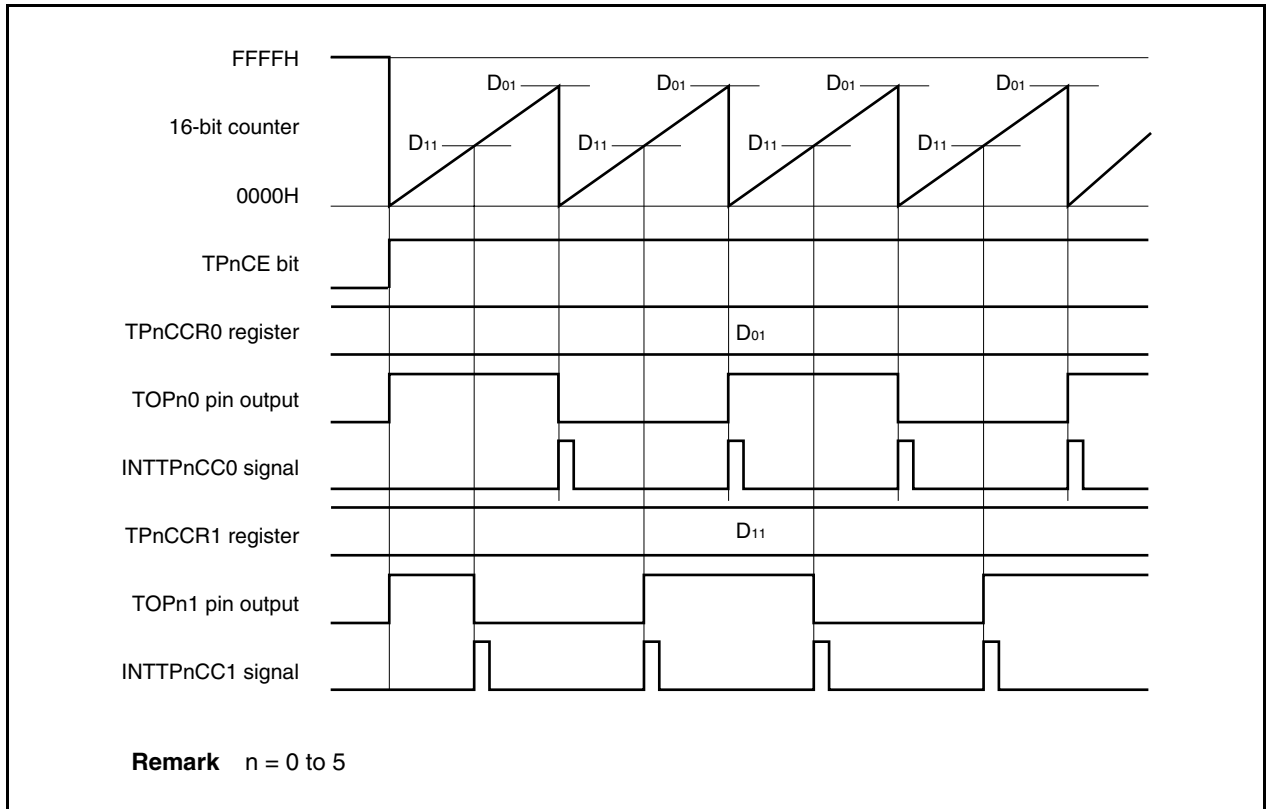 FFFFH
D01 D01 D01 D01
16-bit counter
D11 D11 D11 D11
0000H
TPnCE bit
TPnCCR0 register
D01
TOPn0 pin output
INTTPnCC0 signal
TPnCCR1 register
D11
TOPn1 pin output
INTTPnCC1 signal
Remark n = 0 to 5